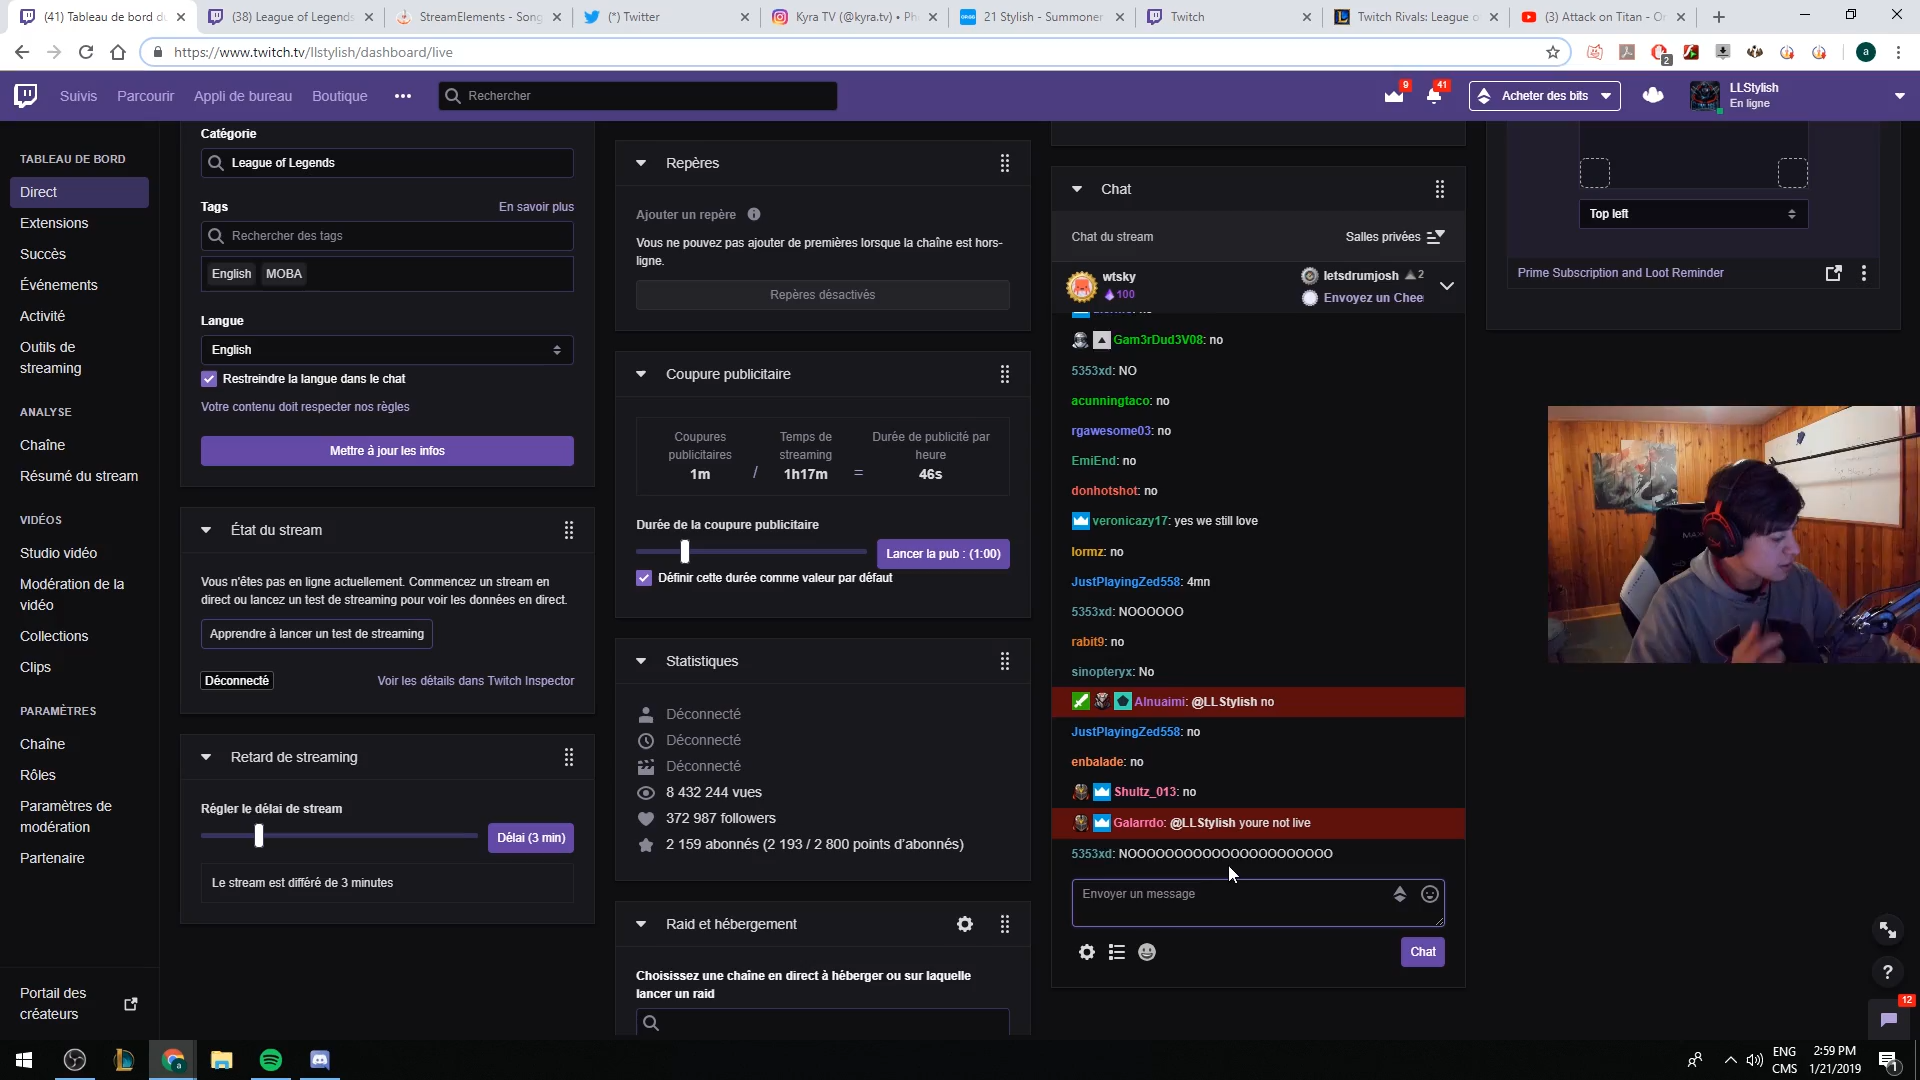 (41) Tableau de bord du
(38) League of Legends
StreamElements - Song
(*) Twitter
Kyra TV (@kyra.tv) • Ph
21 Stylish - Summoner
Twitch
Twitch Rivals: League o
(3) Attack on Titan - Or
https://www.twitch.tv/llstylish/dashboard/live
2
a
Suivis
Parcourir
Appli de bureau
Boutique
Rechercher
9
41
Acheter des bits
LLStylish
En ligne
TABLEAU DE BORD
Direct
Extensions
Succès
Événements
Activité
Outils de
streaming
ANALYSE
Chaîne
Résumé du stream
VIDÉOS
Studio vidéo
Modération de la
vidéo
Collections
Clips
PARAMÈTRES
Chaîne
Rôles
Paramètres de
modération
Partenaire
Portail des
créateurs
Catégorie
League of Legends
Tags
En savoir plus
Rechercher des tags
English
MOBA
Langue
English
Restreindre la langue dans le chat
Votre contenu doit respecter nos règles
Mettre à jour les infos
État du stream
Vous n'êtes pas en ligne actuellement. Commencez un stream en
direct ou lancez un test de streaming pour voir les données en direct.
Apprendre à lancer un test de streaming
Déconnecté
Voir les détails dans Twitch Inspector
Retard de streaming
Régler le délai de stream
Délai (3 min)
Le stream est différé de 3 minutes
Repères
Ajouter un repère
Vous ne pouvez pas ajouter de premières lorsque la chaîne est hors-
ligne.
Repères désactivés
Coupure publicitaire
Coupures
publicitaires
1m
/
Temps de
streaming
1h17m
=
Durée de publicité par
heure
46s
Durée de la coupure publicitaire
Lancer la pub : (1:00)
Définir cette durée comme valeur par défaut
Statistiques
Déconnecté
Déconnecté
Déconnecté
8 432 244 vues
372 987 followers
2 159 abonnés (2 193 / 2 800 points d'abonnés)
Raid et hébergement
Choisissez une chaîne en direct à héberger ou sur laquelle
lancer un raid
Chat
Chat du stream
Salles privées
wtsky
100
letsdrumjosh 2
Envoyez un Chee
Gam3rDud3V08: no
5353xd: NO
acunningtaco: no
rgawesome03: no
EmiEnd: no
donhotshot: no
veronicazy17: yes we still love
lormz: no
JustPlayingZed558: 4mn
5353xd: NOOOOOO
rabit9: no
sinopteryx: No
Alnuaimi: @LLStylish no
JustPlayingZed558: no
enbalade: no
Shultz_013: no
Galarrdo: @LLStylish youre not live
5353xd: NOOOOOOOOOOOOOOOOOOOOOO
Envoyer un message
Chat
Top left
Prime Subscription and Loot Reminder
?
12
ENG
CMS
2:59 PM
1/21/2019
1